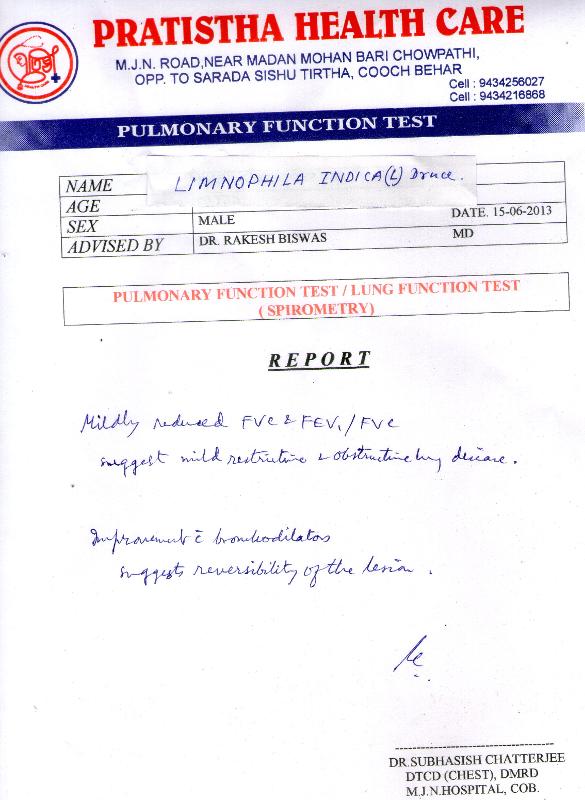 PRATISTHA HEALTH CARE
M.J.N. ROAD,NEAR MADAN MOHAN BARI CHOWPATHI,
OPP. TO SARADA SISHU TIRTHA, COOCH BEHAR
Cell : 9434256027
Cell : 9434216868
PULMONARY FUNCTION TEST
NAME LIMNOPHILA INDICA (L) Druce.
AGE
SEX MALE DATE. 15-06-2013
ADVISED BY DR. RAKESH BISWAS MD
PULMONARY FUNCTION TEST / LUNG FUNCTION TEST
( SPIROMETRY)
REPORT
Mildly reduced FVC & FEV₁/FVC
suggest mild restrictive & obstructive lung disease.
Improvement c̄ bronchodilators
suggests reversibility of the lesion.
DR.SUBHASISH CHATTERJEE
DTCD (CHEST), DMRD
M.J.N.HOSPITAL, COB.